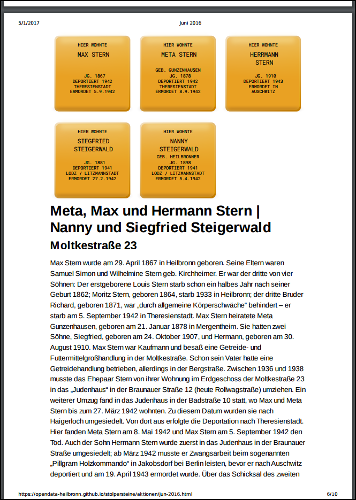 5/1/2017
juni 2016
HIER WOHNTE
MAX STERN
JG. 1867
DEPORTIERT 1942
THERESIENSTADT
ERMORDET 5.9.1942
HIER WOHNTE
META STERN
GEB. GUNZENHAUSEN
JG. 1878
DEPORTIERT 1942
THERESIENSTADT
ERMORDET 8.5.1942
HIER WOHNTE
HERRMANN
STERN
JG. 1910
DEPORTIERT 1943
ERMORDET IN
AUSCHWITZ
HIER WOHNTE
SIEGFRIED
STEIGERWALD
JG. 1881
DEPORTIERT 1941
LODZ / LITZMANNSTADT
ERMORDET 27.2.1942
HIER WOHNTE
NANNY
STEIGERWALD
GEB. HEILBRONNER
JG. 1898
DEPORTIERT 1941
LODZ / LITZMANNSTADT
ERMORDET 5.4.1942
Meta, Max und Hermann Stern |
Nanny und Siegfried Steigerwald
Moltkestraße 23
Max Stern wurde am 29. April 1867 in Heilbronn geboren. Seine Eltern waren
Samuel Simon und Wilhelmine Stern geb. Kirchheimer. Er war der dritte von vier
Söhnen: Der erstgeborene Louis Stern starb schon ein halbes Jahr nach seiner
Geburt 1862; Moritz Stern, geboren 1864, starb 1933 in Heilbronn; der dritte Bruder
Richard, geboren 1871, war „durch allgemeine Körperschwäche“ behindert – er
starb am 5. September 1942 in Theresienstadt. Max Stern heiratete Meta
Gunzenhausen, geboren am 21. Januar 1878 in Mergentheim. Sie hatten zwei
Söhne, Siegfried, geboren am 24. Oktober 1907, und Hermann, geboren am 30.
August 1910. Max Stern war Kaufmann und besaß eine Getreide- und
Futtermittelgroßhandlung in der Moltkestraße. Schon sein Vater hatte eine
Getreidehandlung betrieben, allerdings in der Bergstraße. Zwischen 1936 und 1938
musste das Ehepaar Stern von ihrer Wohnung im Erdgeschoss der Moltkestraße 23
in das „Judenhaus“ in der Braunauer Straße 12 (heute Rollwagstraße) umziehen. Ein
weiterer Umzug fand in das Judenhaus in der Badstraße 10 statt, wo Max und Meta
Stern bis zum 27. März 1942 wohnten. Zu diesem Datum wurden sie nach
Haigerloch umgesiedelt. Von dort aus erfolgte die Deportation nach Theresienstadt.
Hier fanden Meta Stern am 8. Mai 1942 und Max Stern am 5. September 1942 den
Tod. Auch der Sohn Hermann Stern wurde zuerst in das Judenhaus in der Braunauer
Straße umgesiedelt; ab März 1942 musste er Zwangsarbeit beim sogenannten
„Pillgram Holzkommando“ in Jakobsdorf bei Berlin leisten, bevor er nach Auschwitz
deportiert und am 19. April 1943 ermordet wurde. Über das Schicksal des zweiten
https://opendata-heilbronn.github.io/stolpersteine/aktionen/jun-2016.html
6/16